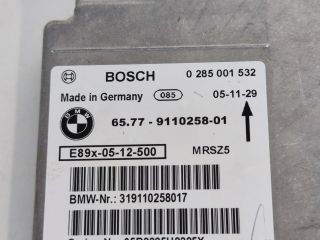 BOSCH 0 285 001 532
Made in Germany 085 05-11-29
BMW
65.77 - 9110258-01
E89x-05-12-500 MRSZ5
BMW-Nr.: 319110258017